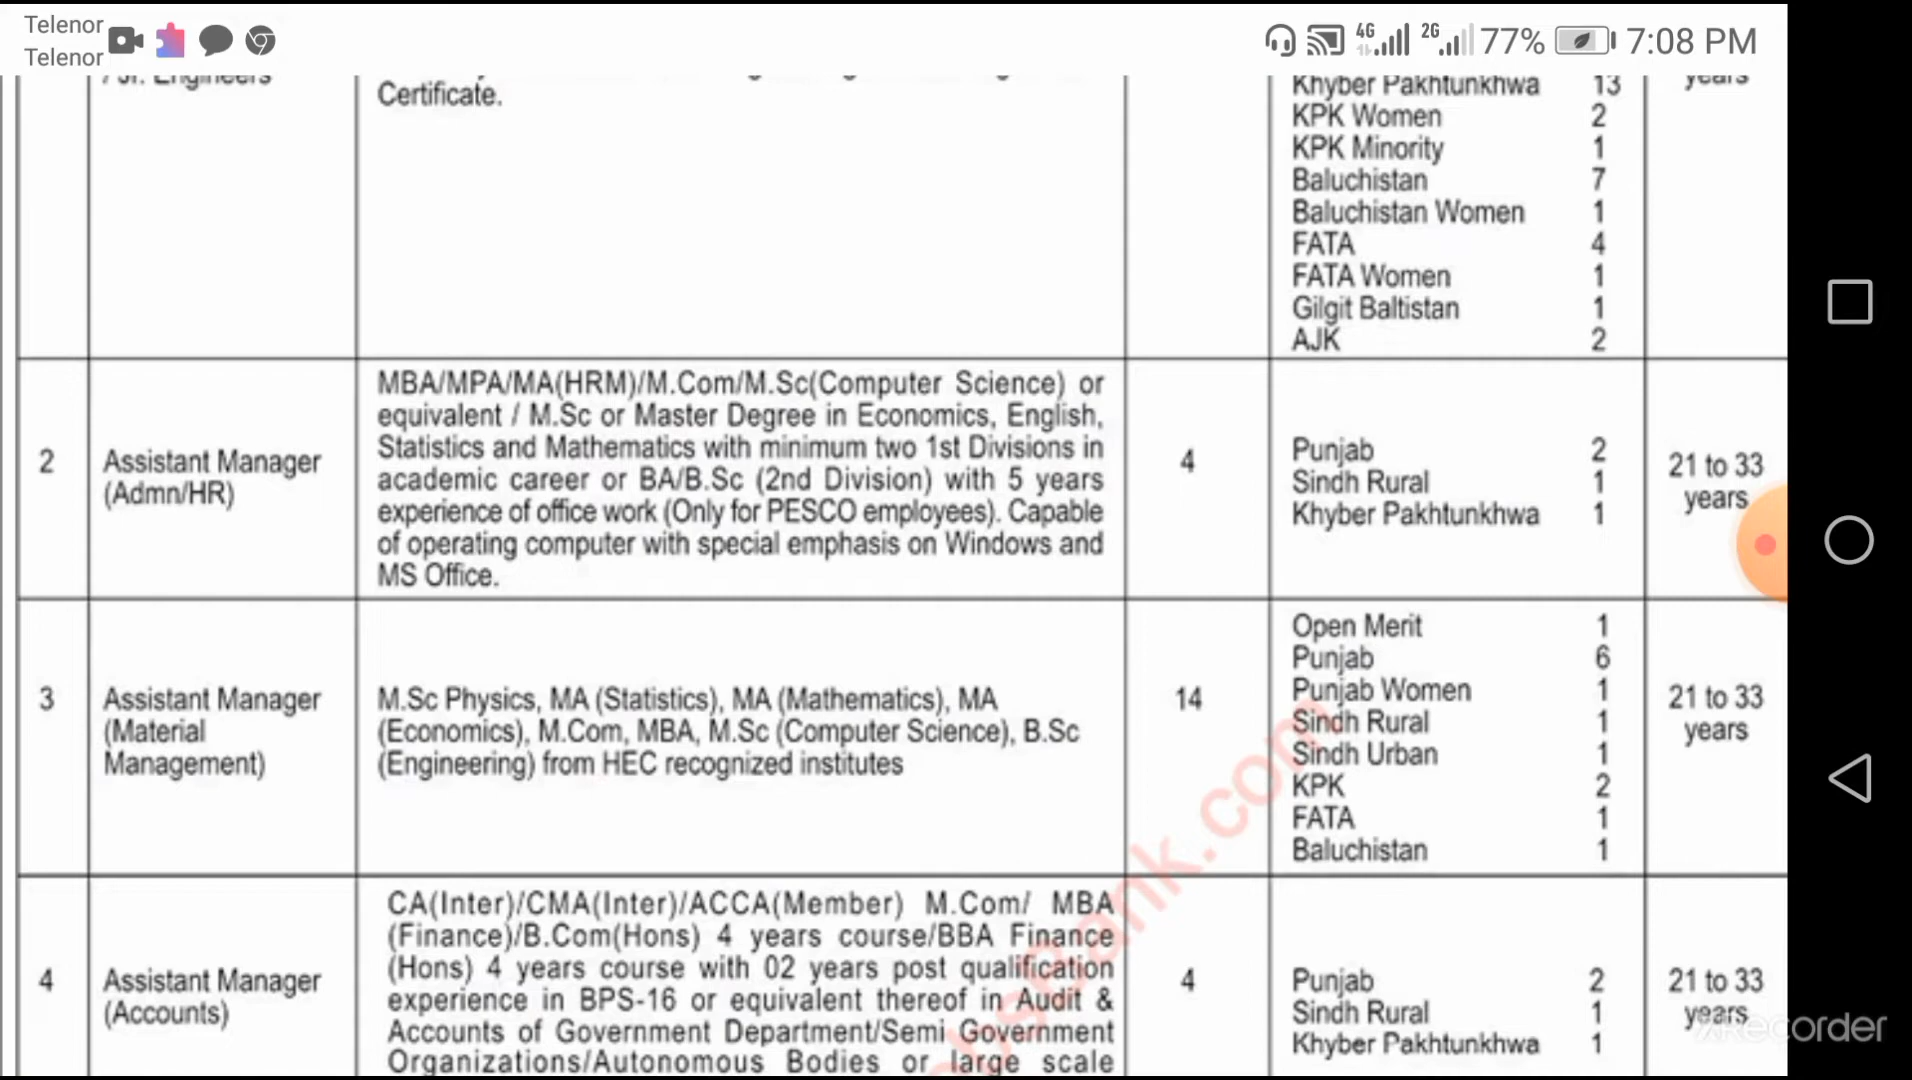 Telenor
Telenor
4G
2G
77%
7:08 PM
/ Jr. Engineers
Certificate.
Khyber Pakhtunkhwa 13
years
KPK Women 2
KPK Minority 1
Baluchistan 7
Baluchistan Women 1
FATA 4
FATA Women 1
Gilgit Baltistan 1
AJK 2
2
Assistant Manager
(Admn/HR)
MBA/MPA/MA(HRM)/M.Com/M.Sc(Computer Science) or
equivalent / M.Sc or Master Degree in Economics, English,
Statistics and Mathematics with minimum two 1st Divisions in
academic career or BA/B.Sc (2nd Division) with 5 years
experience of office work (Only for PESCO employees). Capable
of operating computer with special emphasis on Windows and
MS Office.
4
Punjab 2
Sindh Rural 1
Khyber Pakhtunkhwa 1
21 to 33
years
3
Assistant Manager
(Material
Management)
M.Sc Physics, MA (Statistics), MA (Mathematics), MA
(Economics), M.Com, MBA, M.Sc (Computer Science), B.Sc
(Engineering) from HEC recognized institutes
14
Open Merit 1
Punjab 6
Punjab Women 1
Sindh Rural 1
Sindh Urban 1
KPK 2
FATA 1
Baluchistan 1
21 to 33
years
4
Assistant Manager
(Accounts)
CA(Inter)/CMA(Inter)/ACCA(Member) M.Com/ MBA
(Finance)/B.Com(Hons) 4 years course/BBA Finance
(Hons) 4 years course with 02 years post qualification
experience in BPS-16 or equivalent thereof in Audit &
Accounts of Government Department/Semi Government
Organizations/Autonomous Bodies or large scale
4
Punjab 2
Sindh Rural 1
Khyber Pakhtunkhwa 1
21 to 33
years
obsBank.com
XRecorder